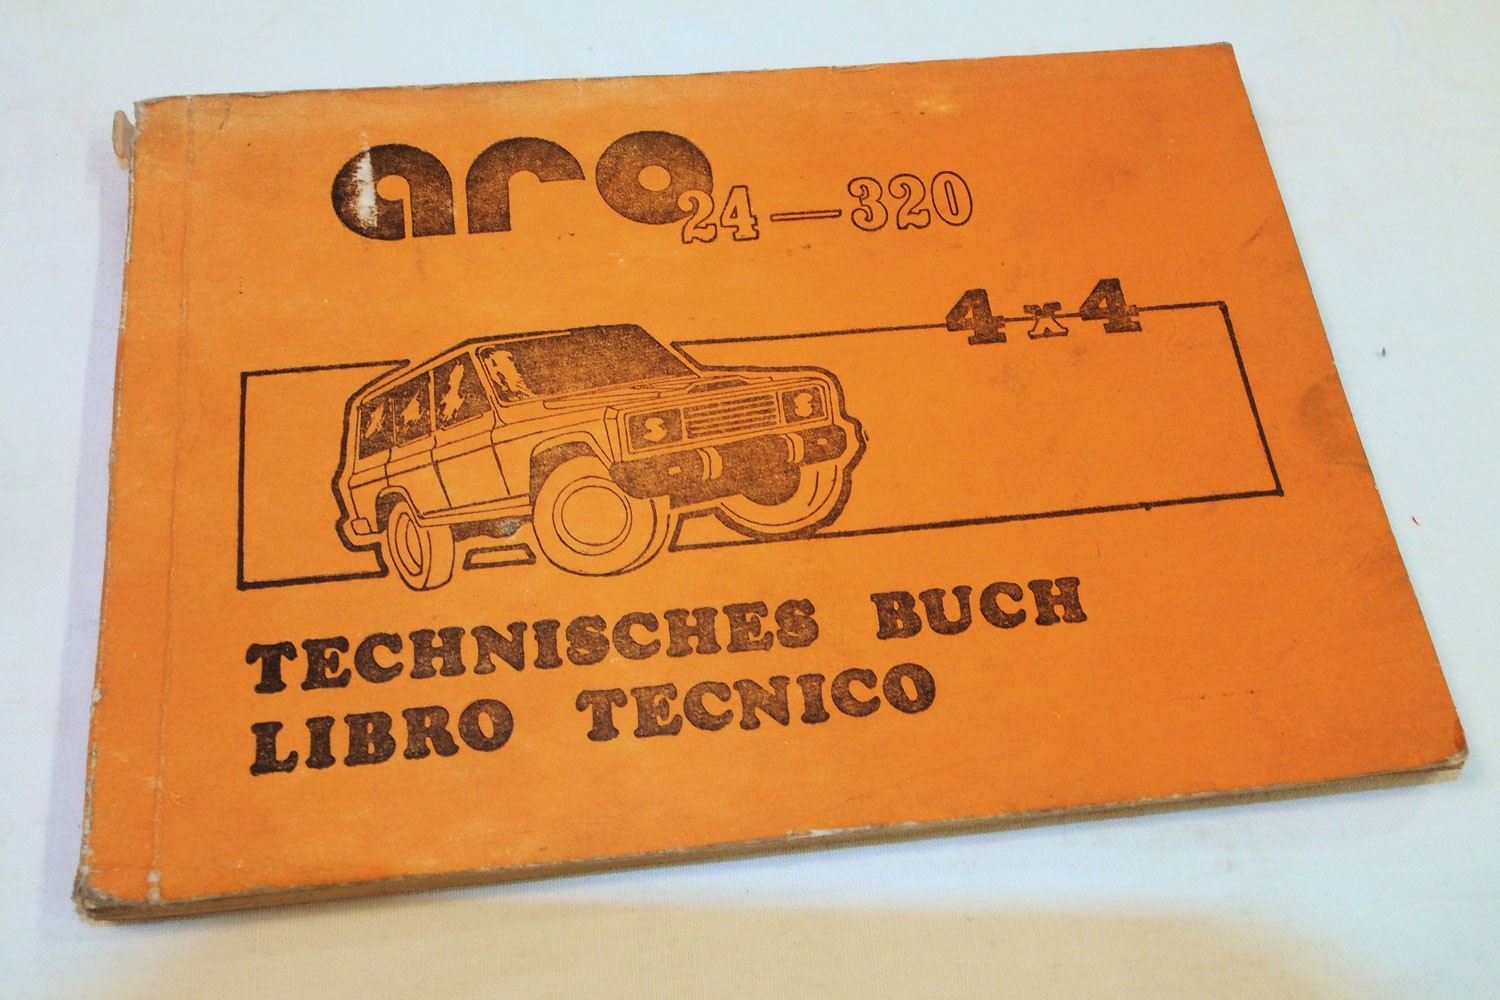 aro 24—320
4x4
TECHNISCHES BUCH
LIBRO TECNICO